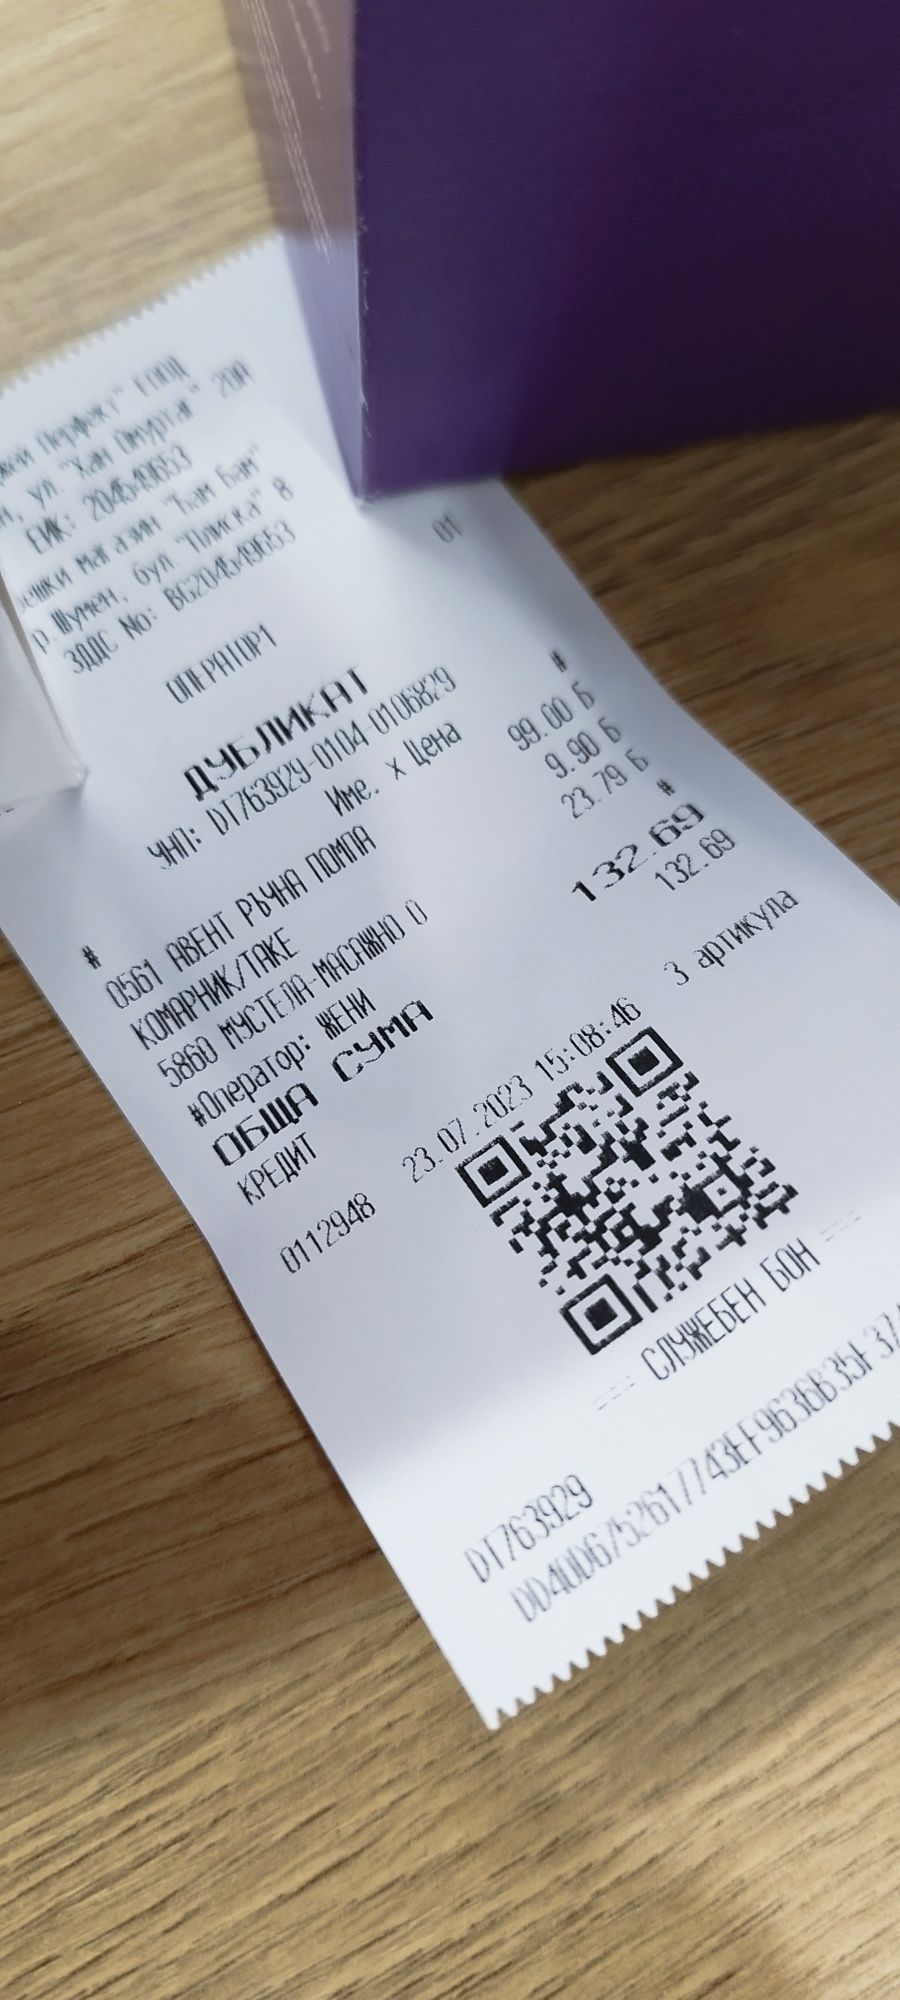 Перфект" ЕООД
, ул. "Хан Омуртаг" 20А
ЕИК: 204549653
магазин "Бам Бам"
Шумен, бул. "Плиска" 8
ЗДДС No: BG204549653
01
ОПЕРАТОР1
ДУБЛИКАТ
УНП: DT763929-0104-0106829
Име. x Цена
# #
0561 АВЕНТ РЪЧНА ПОМПА 99.00 Б
КОМАРНИК/ТАКЕ 9.90 Б
5860 МУСТЕЛА-МАСАЖНО О 23.79 Б
#Оператор: ЖЕНИ #
ОБЩА СУМА 132.69
КРЕДИТ 132.69
3 артикула
0112948 23.07.2023 15:08:46
--- СЛУЖЕБЕН БОН ---
DT763929